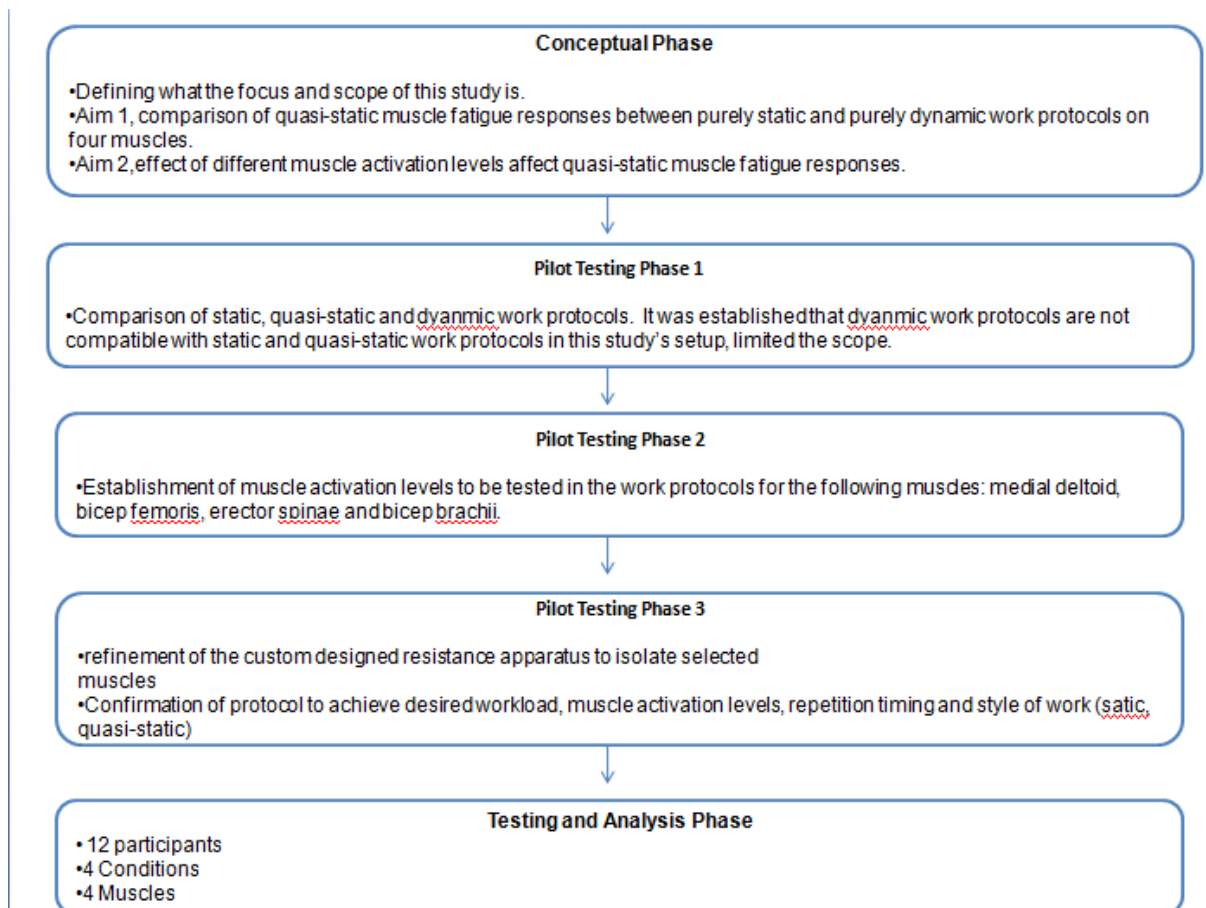 Conceptual Phase
•Defining what the focus and scope of this study is.
•Aim 1, comparison of quasi-static muscle fatigue responses between purely static and purely dynamic work protocols on
four muscles.
•Aim 2,effect of different muscle activation levels affect quasi-static muscle fatigue responses.
Pilot Testing Phase 1
•Comparison of static, quasi-static and dyanmic work protocols. It was established that dyanmic work protocols are not
compatible with static and quasi-static work protocols in this study's setup, limited the scope.
Pilot Testing Phase 2
•Establishment of muscle activation levels to be tested in the work protocols for the following muscles: medial deltoid,
bicep femoris, erector spinae and bicep brachii.
Pilot Testing Phase 3
•refinement of the custom designed resistance apparatus to isolate selected
muscles
•Confirmation of protocol to achieve desired workload, muscle activation levels, repetition timing and style of work (satic,
quasi-static)
Testing and Analysis Phase
• 12 participants
•4 Conditions
•4 Muscles